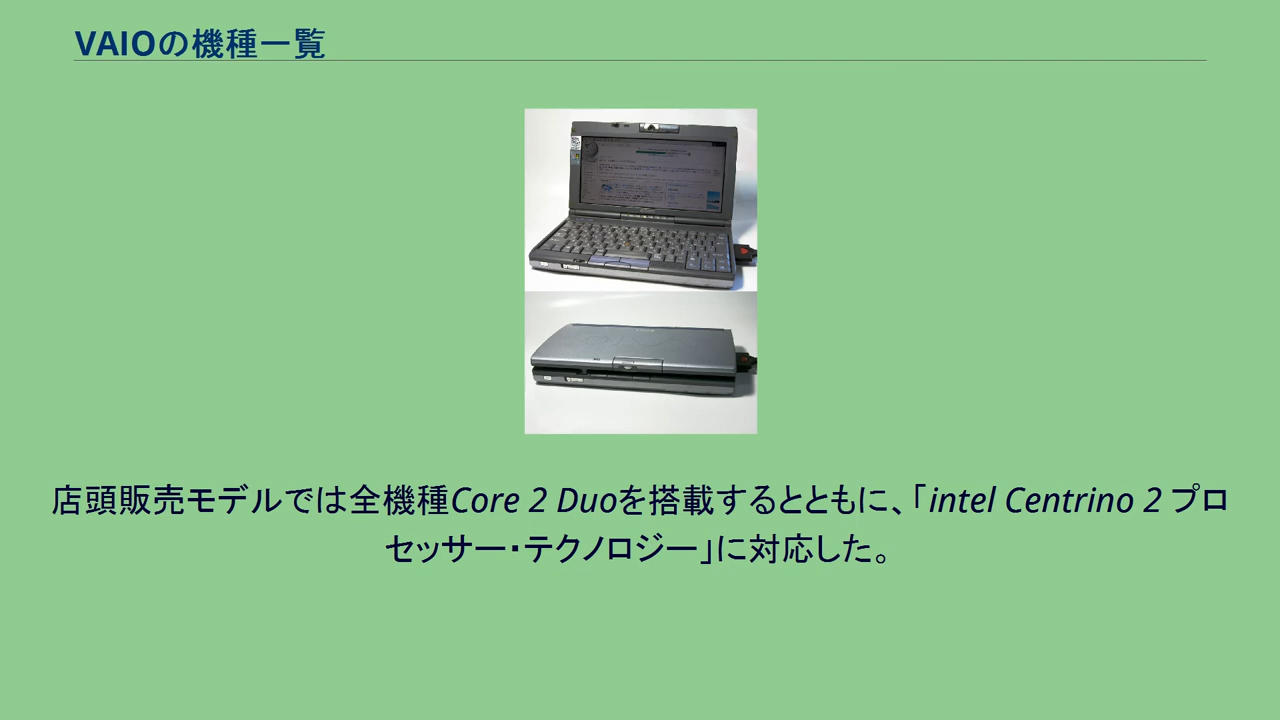 VAIOの機種一覧
店頭販売モデルでは全機種Core 2 Duoを搭載するとともに、「intel Centrino 2 プロ
セッサー・テクノロジー」に対応した。